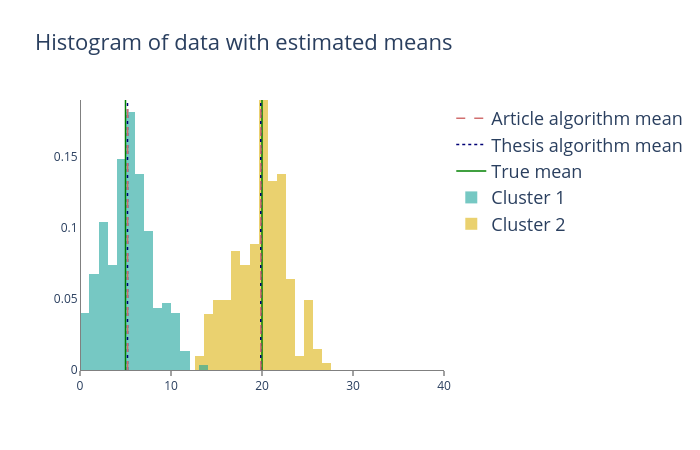 Histogram of data with estimated means
Article algorithm mean
Thesis algorithm mean
True mean
Cluster 1
Cluster 2
0.15
0.1
0.05
0
0 10 20 30 40